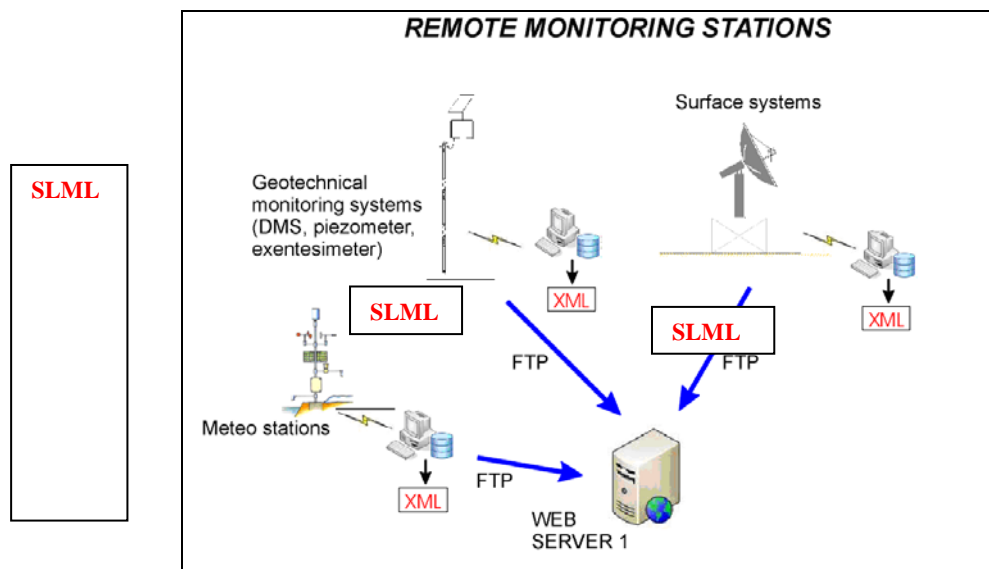 REMOTE MONITORING STATIONS
SLML
Geotechnical
monitoring systems
(DMS, piezometer,
exentesimeter)
Surface systems
XML
XML
SLML
SLML
FTP
FTP
Meteo stations
XML
FTP
WEB
SERVER 1